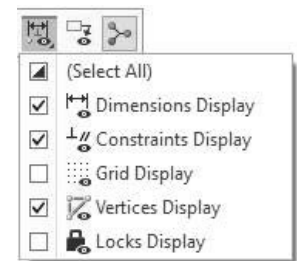 (Select All)
Dimensions Display
Constraints Display
Grid Display
Vertices Display
Locks Display